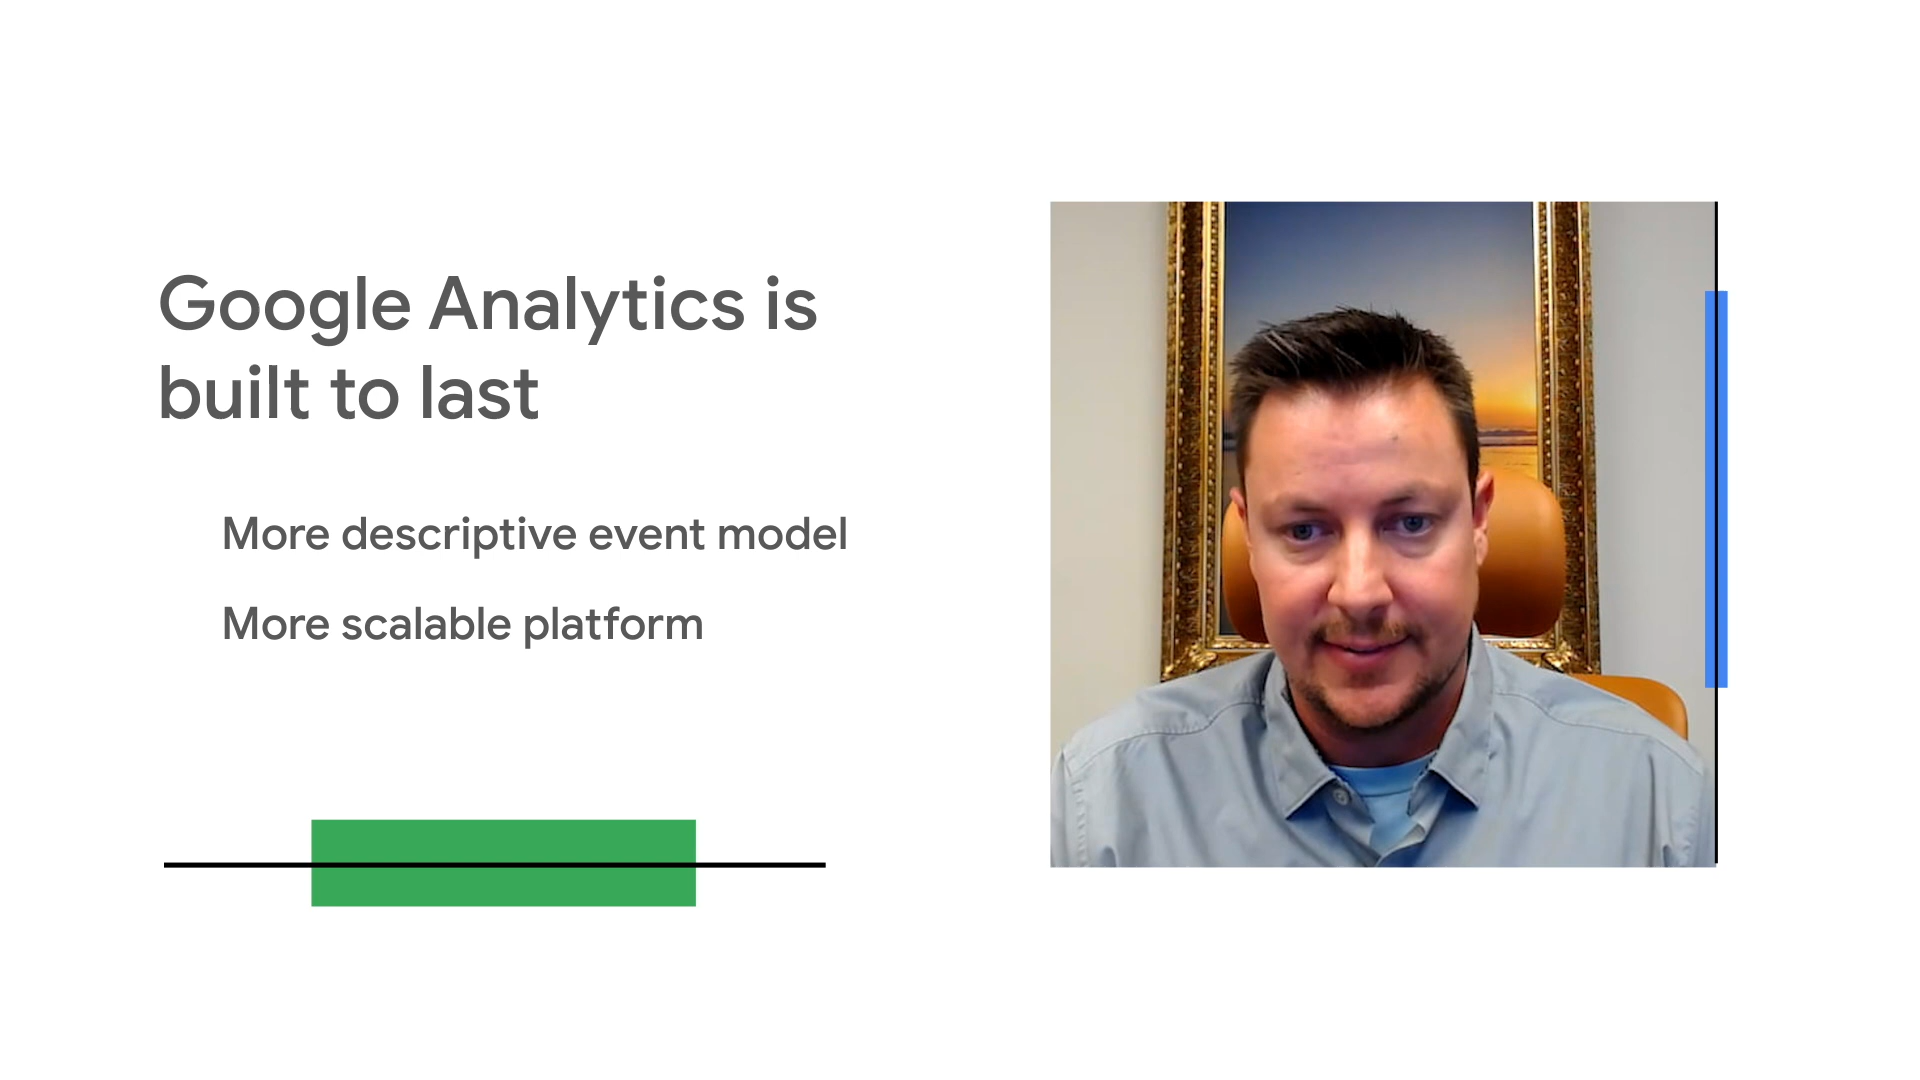 Google Analytics is
built to last
More descriptive event model
More scalable platform